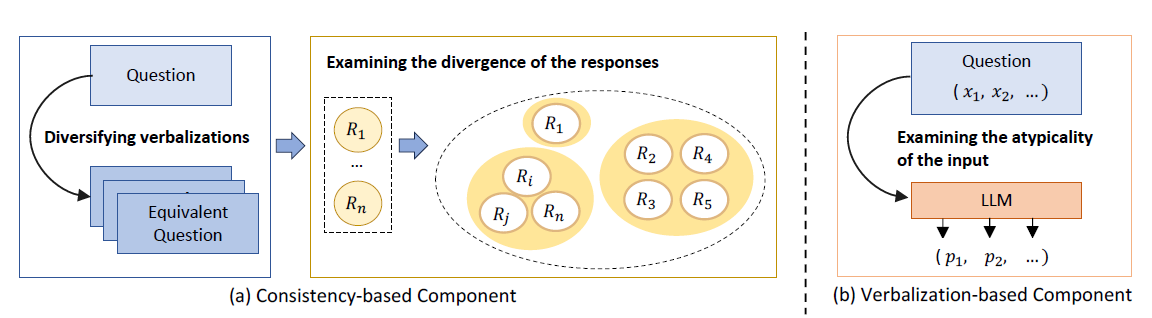 Question
Diversifying verbalizations
Equivalent
Question
Examining the divergence of the responses
R₁
...
Rₙ
R₁
Rᵢ
Rⱼ Rₙ
R₂ R₄
R₃ R₅
(a) Consistency-based Component
Question
( x₁, x₂, ... )
Examining the atypicality
of the input
LLM
( p₁, p₂, ... )
(b) Verbalization-based Component